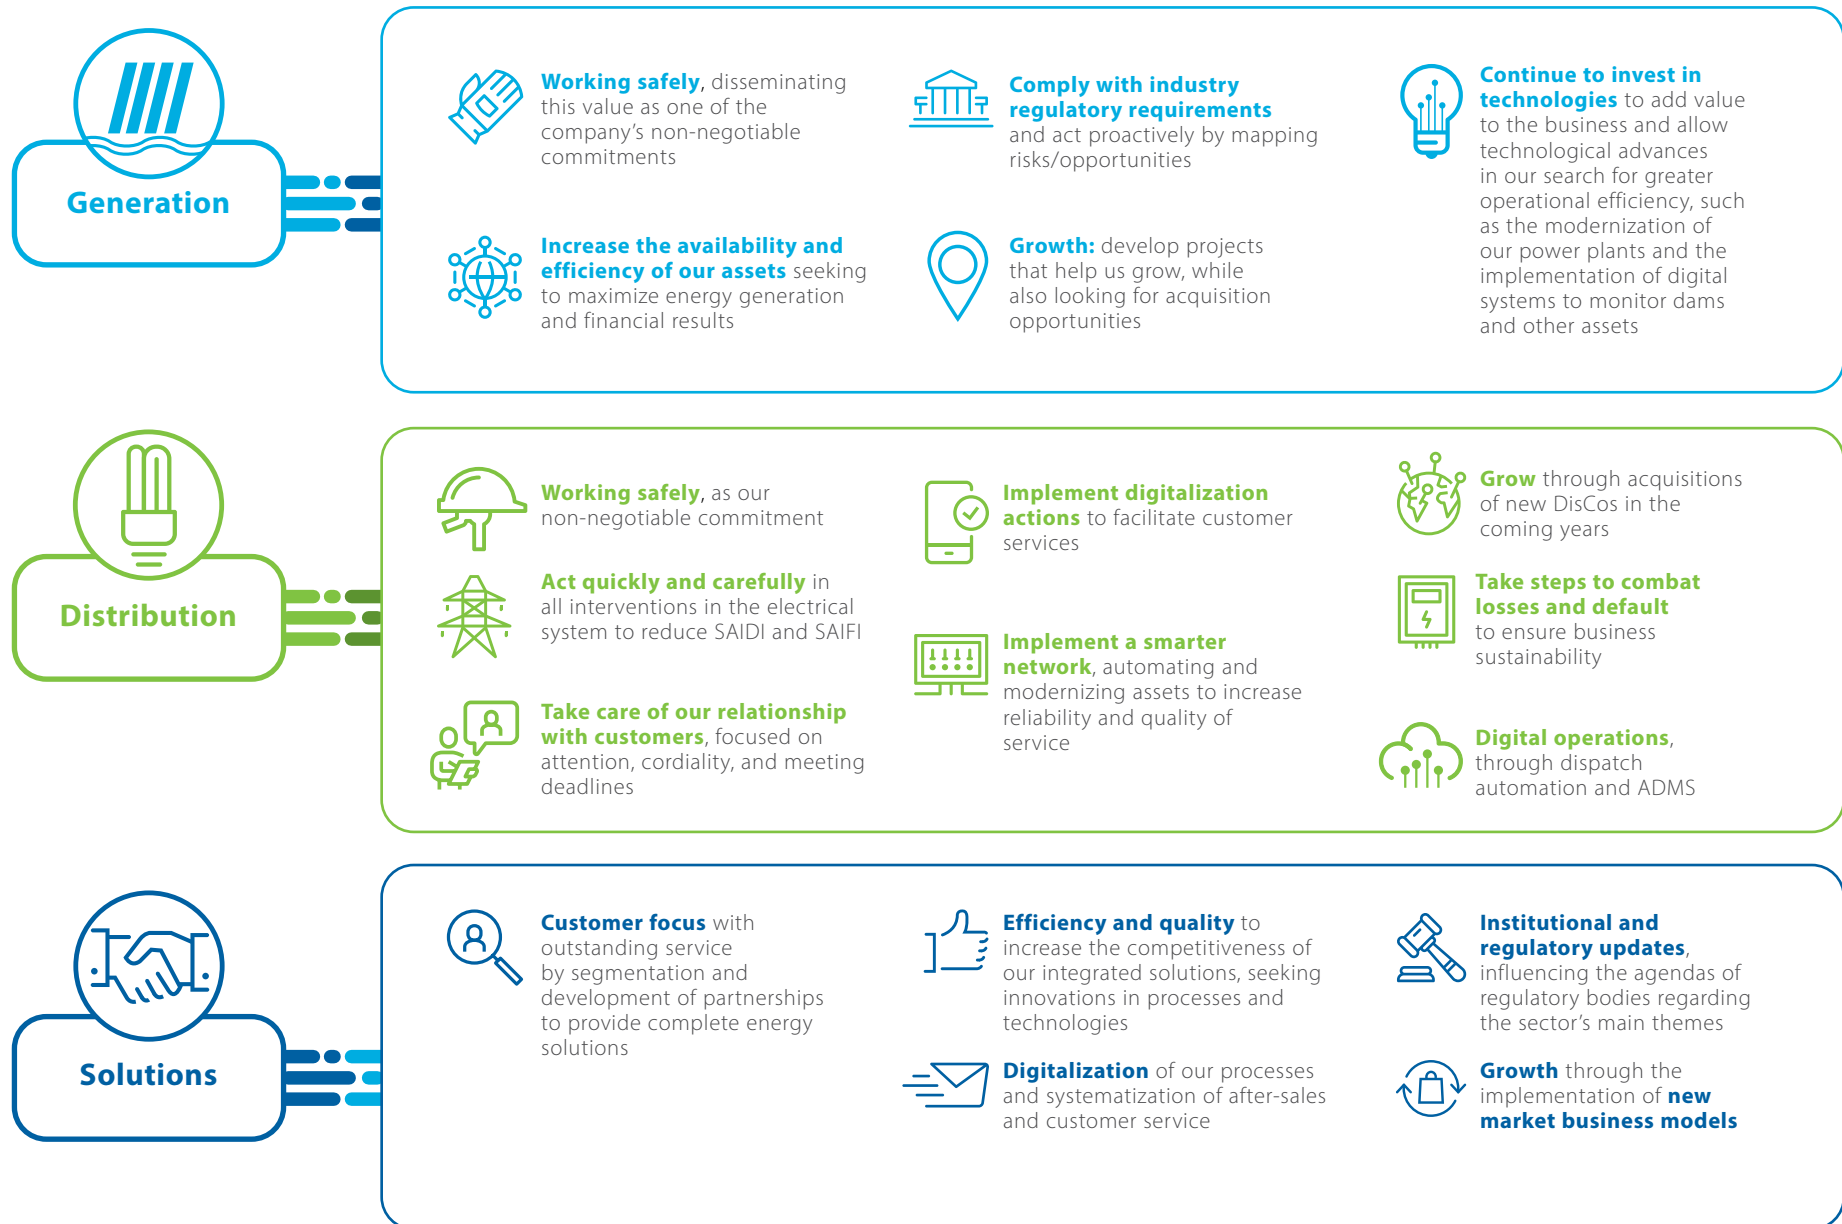 Generation
Working safely, disseminating
this value as one of the
company's non-negotiable
commitments
Increase the availability and
efficiency of our assets seeking
to maximize energy generation
and financial results
Comply with industry
regulatory requirements
and act proactively by mapping
risks/opportunities
Growth: develop projects
that help us grow, while
also looking for acquisition
opportunities
Continue to invest in
technologies to add value
to the business and allow
technological advances
in our search for greater
operational efficiency, such
as the modernization of
our power plants and the
implementation of digital
systems to monitor dams
and other assets
Distribution
Working safely, as our
non-negotiable commitment
Act quickly and carefully in
all interventions in the electrical
system to reduce SAIDI and SAIFI
Take care of our relationship
with customers, focused on
attention, cordiality, and meeting
deadlines
Implement digitalization
actions to facilitate customer
services
Implement a smarter
network, automating and
modernizing assets to increase
reliability and quality of
service
Grow through acquisitions
of new DisCos in the
coming years
Take steps to combat
losses and default
to ensure business
sustainability
Digital operations,
through dispatch
automation and ADMS
Solutions
Customer focus with
outstanding service
by segmentation and
development of partnerships
to provide complete energy
solutions
Efficiency and quality to
increase the competitiveness of
our integrated solutions, seeking
innovations in processes and
technologies
Digitalization of our processes
and systematization of after-sales
and customer service
Institutional and
regulatory updates,
influencing the agendas of
regulatory bodies regarding
the sector's main themes
Growth through the
implementation of new
market business models